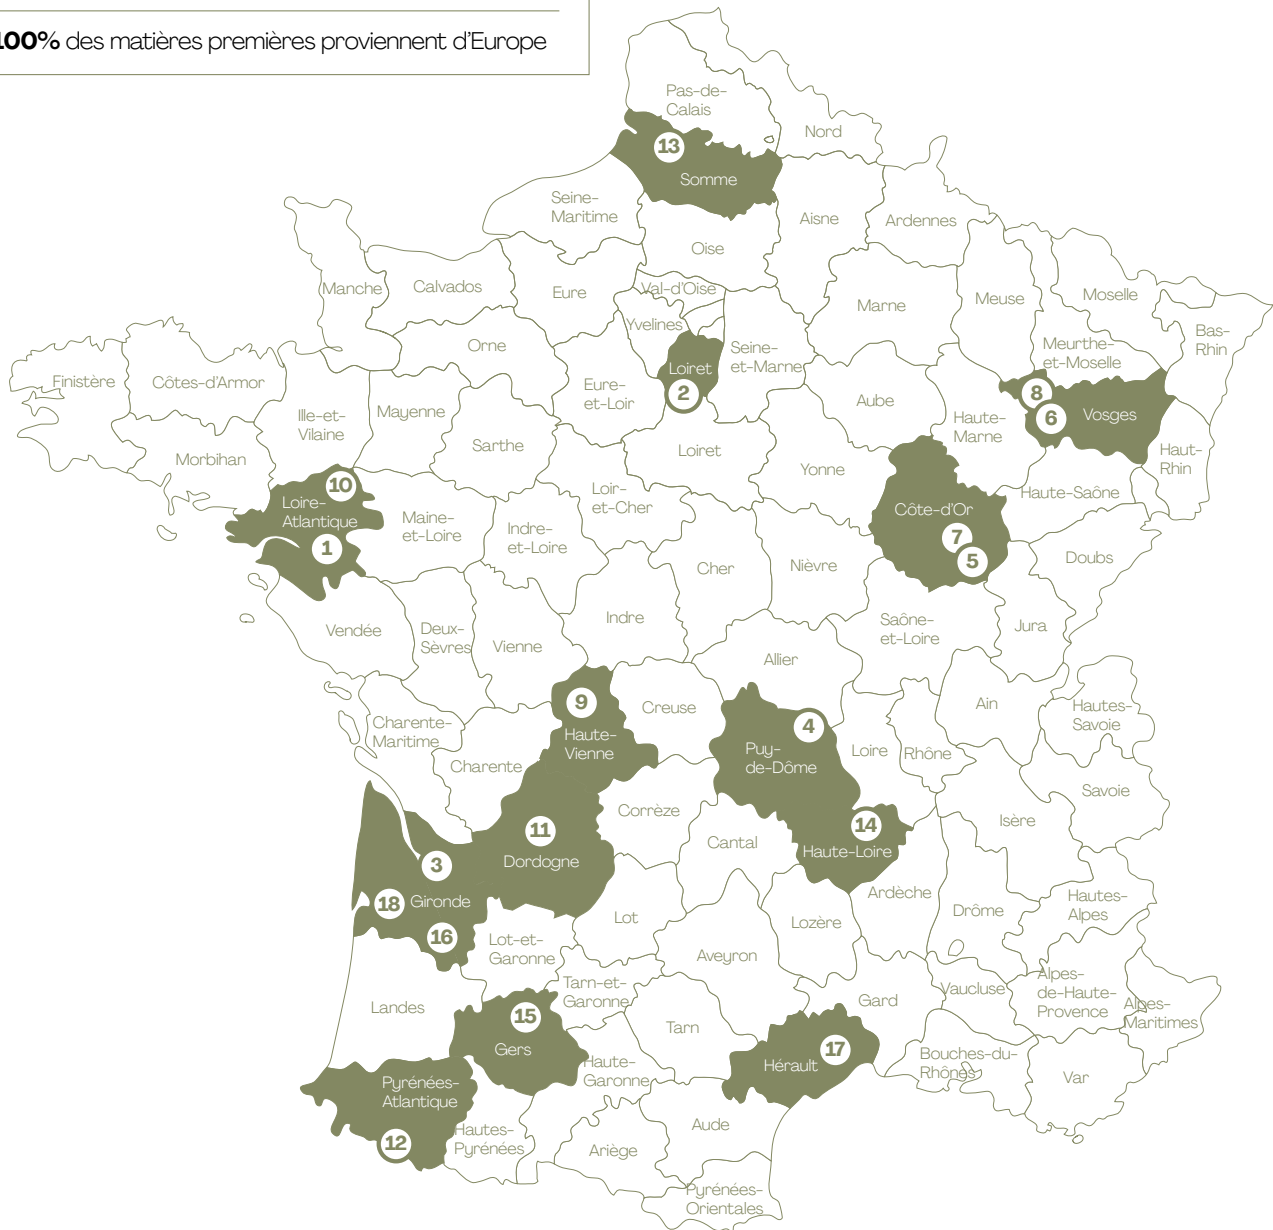 100% des matières premières proviennent d'Europe
Pas-de-
Calais
Nord
13
Somme
Seine-
Maritime
Aisne
Ardennes
Oise
Manche
Calvados
Eure
Val-d'Oise
Marne
Meuse
Moselle
Yvelines
Bas-
Rhin
Orne
Seine-
et-Marne
Meurthe-
et-Moselle
Finistère
Côtes-d'Armor
Loiret
2
Eure-
et-Loir
8
6
Vosges
Aube
Ille-et-
Vilaine
Mayenne
Haute-
Marne
Sarthe
Morbihan
Loiret
Yonne
Haut-
Rhin
10
Loire-
Atlantique
1
Loir-
et-Cher
Haute-Saône
Côte-d'Or
7
5
Maine-
et-Loire
Indre-
et-Loire
Doubs
Cher
Nièvre
Indre
Vendée
Deux-
Sèvres
Vienne
Saône-
et-Loire
Jura
Allier
9
Haute-
Vienne
Creuse
Ain
Hautes-
Savoie
Charente-
Maritime
4
Puy-
de-Dôme
Loire
Rhône
Charente
Savoie
Corrèze
Isère
11
Dordogne
14
Haute-Loire
Cantal
3
18
Gironde
16
Ardèche
Drôme
Hautes-
Alpes
Lot
Lozère
Lot-et-
Garonne
Aveyron
Tarn-et-
Garonne
Landes
Gard
Vaucluse
Alpes-
de-Haute-
Provence
Alpes-
Maritimes
15
Gers
Tarn
17
Hérault
Haute-
Garonne
Bouches-du-
Rhônes
Var
Pyrénées-
Atlantique
12
Hautes-
Pyrénées
Aude
Ariège
Pyrénées-
Orientales